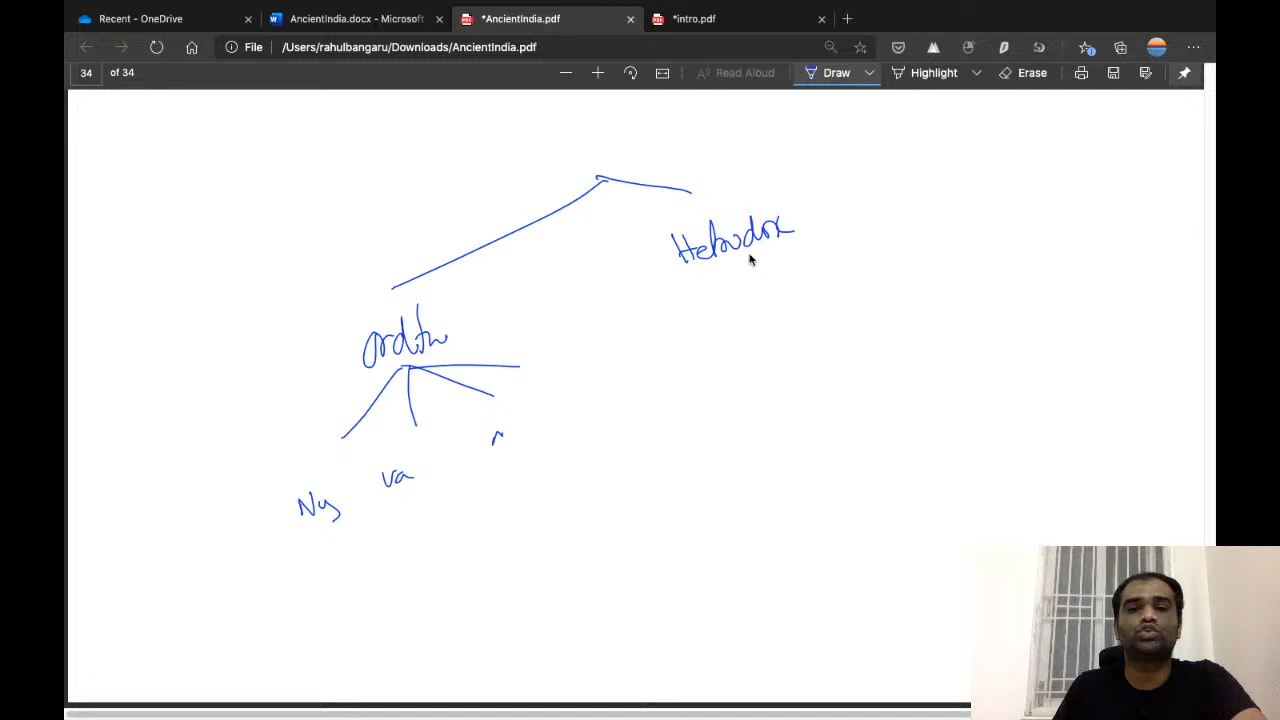 Recent - OneDrive
AncientIndia.docx - Microsoft
*AncientIndia.pdf
*intro.pdf
File /Users/rahulbangaru/Downloads/AncientIndia.pdf
34 of 34 Read Aloud Draw Highlight Erase
Hetrodox
Ny
va